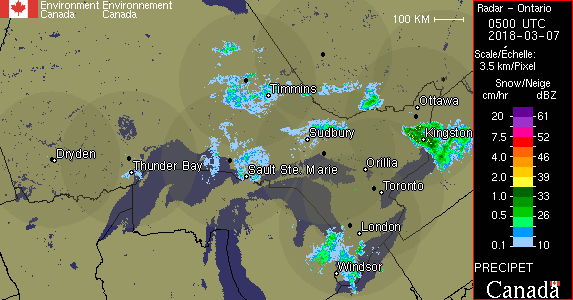 Environment Environnement
Canada Canada
100 KM
Timmins
Ottawa
Sudbury
Kingston
Dryden
Thunder Bay
Sault Ste. Marie
Orillia
Toronto
London
Windsor
Radar - Ontario
0500 UTC
2018-03-07
Scale/Échelle:
3.5 km/Pixel
Snow/Neige
cm/hr dBZ
20 61
7.5 52
4.0 46
2.0 39
1.0 33
0.5 26
0.1 10
PRECIPET
Canada